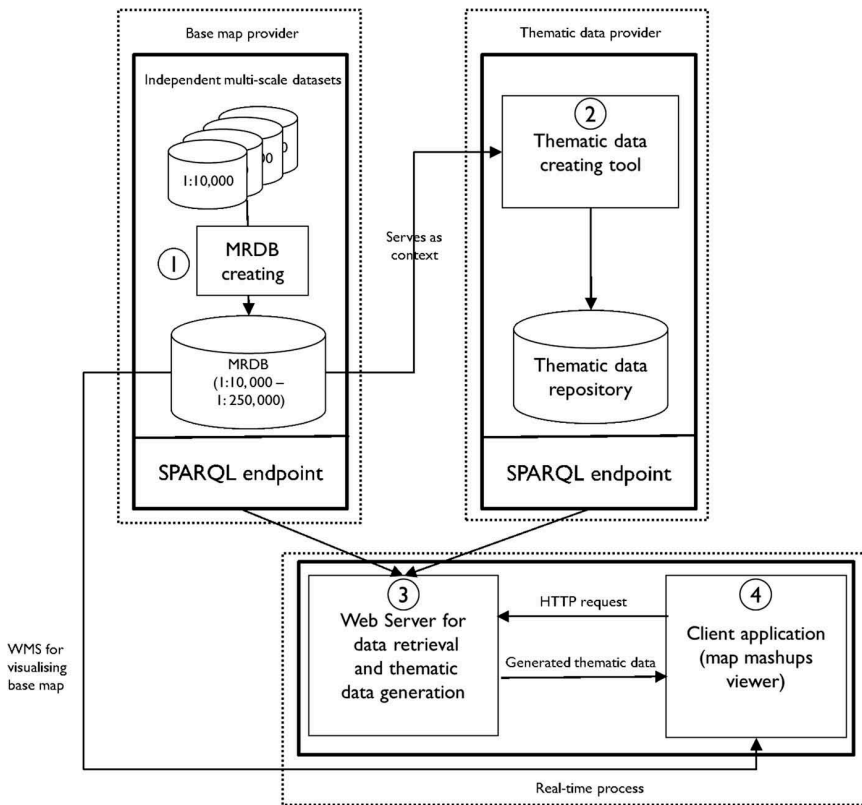 Base map provider
Independent multi-scale datasets
1:10,000
00
0
1
MRDB
creating
MRDB
(1:10,000 –
1: 250,000)
SPARQL endpoint
Serves as
context
Thematic data provider
2
Thematic data
creating tool
Thematic data
repository
SPARQL endpoint
WMS for
visualising
base map
3
Web Server for
data retrieval
and thematic
data generation
HTTP request
Generated thematic data
4
Client application
(map mashups
viewer)
Real-time process